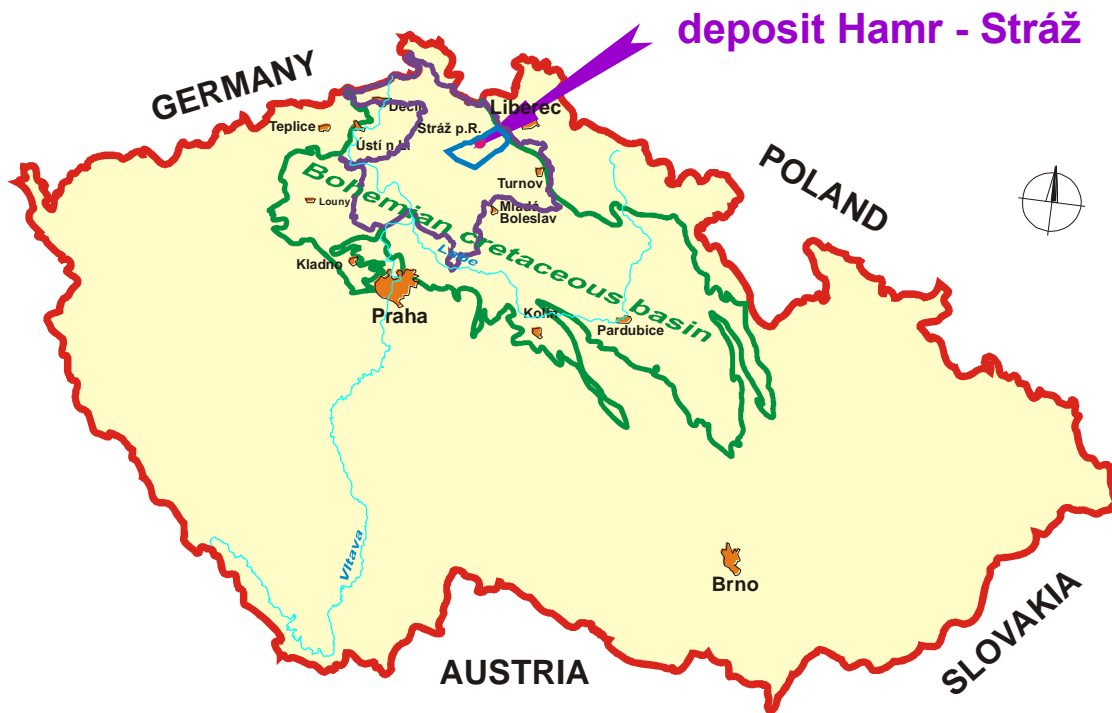 deposit Hamr - Stráž
GERMANY
Děčín
Liberec
Teplice
Stráž p.R.
Ústí n L.
POLAND
Turnov
Bohemian cretaceous basin
Louny
Mladá
Boleslav
Labe
Kladno
Praha
Kolín
Pardubice
Vltava
Brno
SLOVAKIA
AUSTRIA